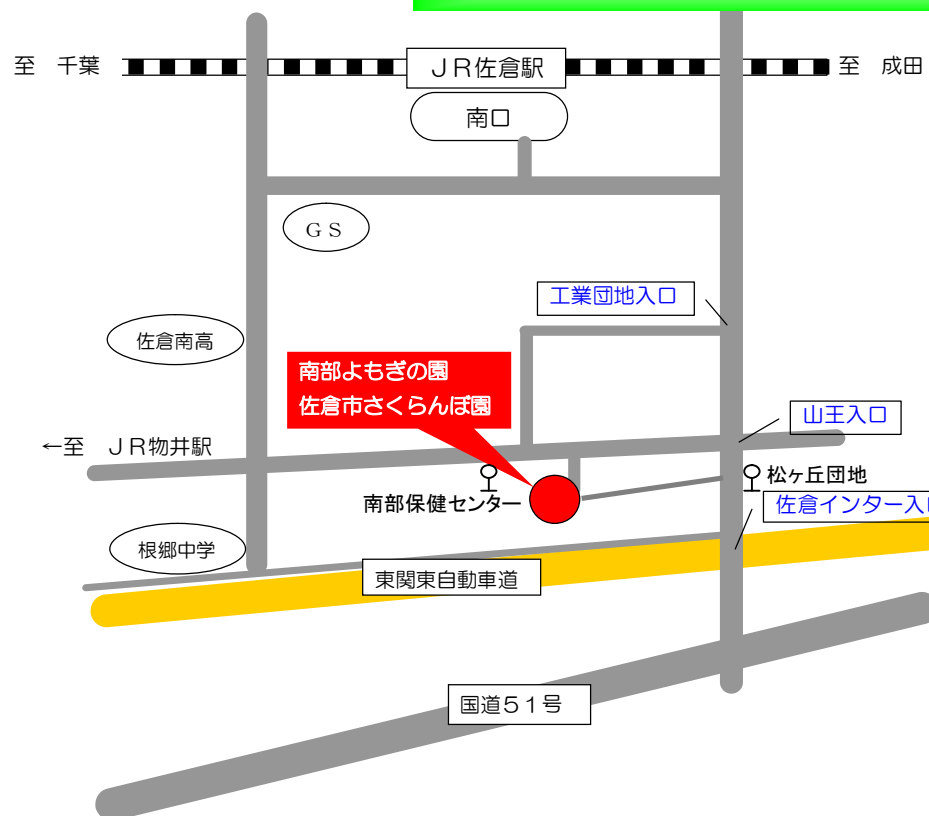 至　千葉
ＪＲ佐倉駅
至　成田
南口
ＧＳ
工業団地入口
佐倉南高
南部よもぎの園
佐倉市さくらんぼ園
山王入口
←至　ＪＲ物井駅
松ヶ丘団地
南部保健センター
佐倉インター入口
根郷中学
東関東自動車道
国道５１号